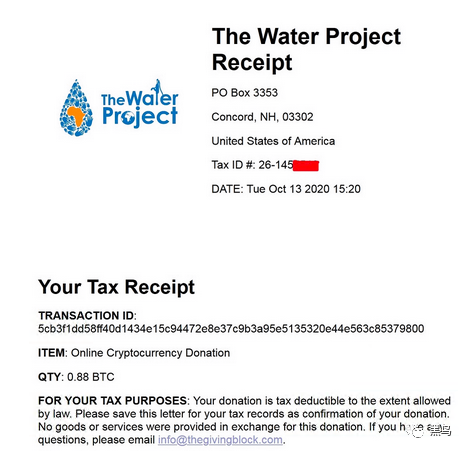 The Water Project
Receipt
TheWater
Project
PO Box 3353
Concord, NH, 03302
United States of America
Tax ID #: 26-145
DATE: Tue Oct 13 2020 15:20
Your Tax Receipt
TRANSACTION ID:
5cb3f1dd58ff40d1434e15c94472e8e37c9b3a95e5135320e44e563c85379800
ITEM: Online Cryptocurrency Donation
QTY: 0.88 BTC
FOR YOUR TAX PURPOSES: Your donation is tax deductible to the extent allowed
by law. Please save this letter for your tax records as confirmation of your donation.
No goods or services were provided in exchange for this donation. If you have
questions, please email info@thegivingblock.com.
黑鸟